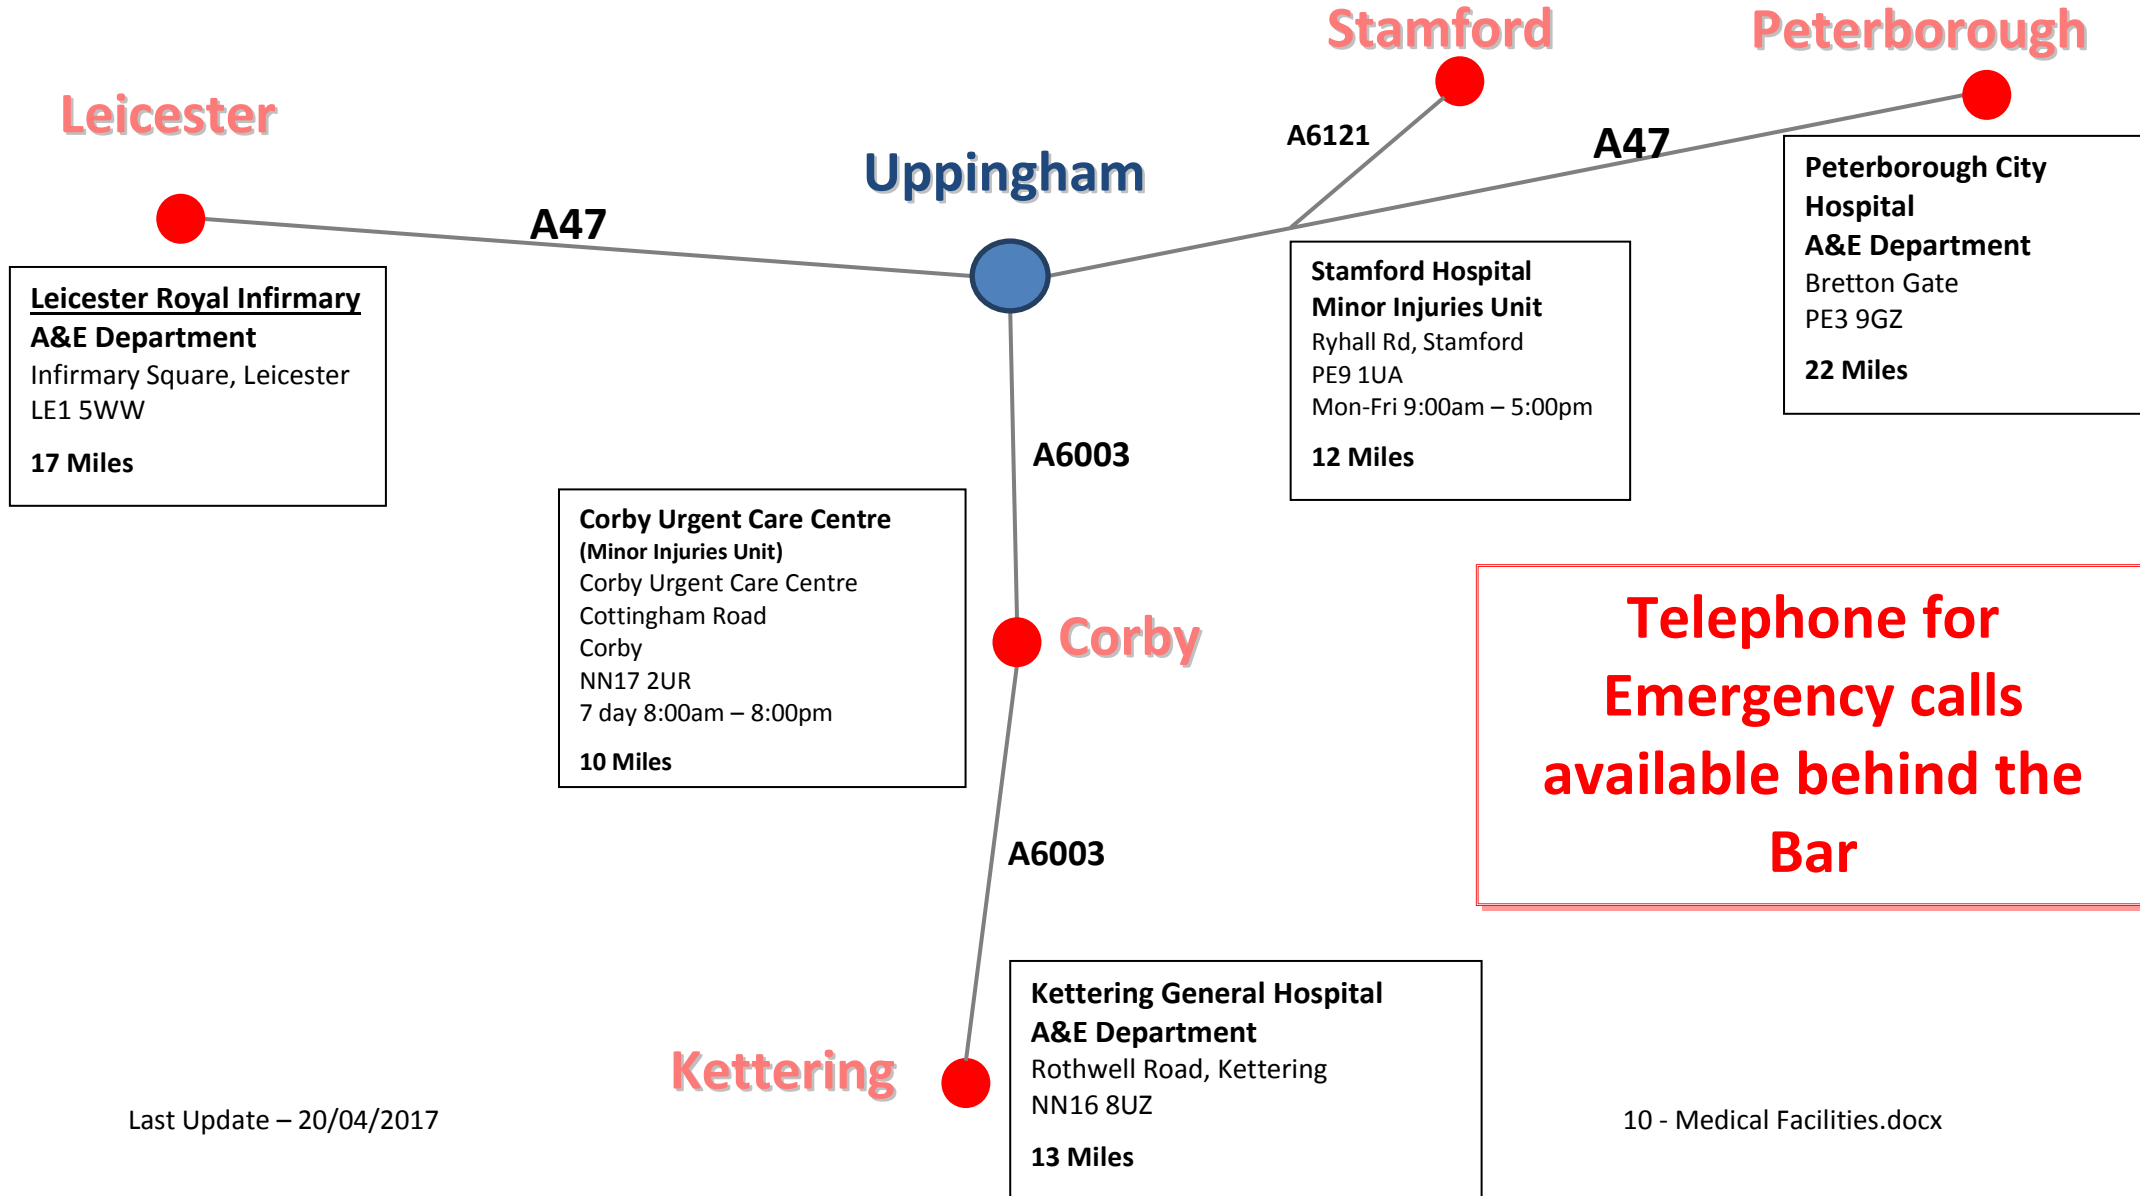 Stamford
Peterborough
Leicester
Uppingham
A6121
A47
A47
Peterborough City
Hospital
A&E Department
Bretton Gate
PE3 9GZ
22 Miles
Leicester Royal Infirmary
A&E Department
Infirmary Square, Leicester
LE1 5WW
17 Miles
Stamford Hospital
Minor Injuries Unit
Ryhall Rd, Stamford
PE9 1UA
Mon-Fri 9:00am – 5:00pm
12 Miles
A6003
Corby Urgent Care Centre
(Minor Injuries Unit)
Corby Urgent Care Centre
Cottingham Road
Corby
NN17 2UR
7 day 8:00am – 8:00pm
10 Miles
Corby
Telephone for
Emergency calls
available behind the
Bar
A6003
Kettering
Kettering General Hospital
A&E Department
Rothwell Road, Kettering
NN16 8UZ
13 Miles
Last Update – 20/04/2017
10 - Medical Facilities.docx